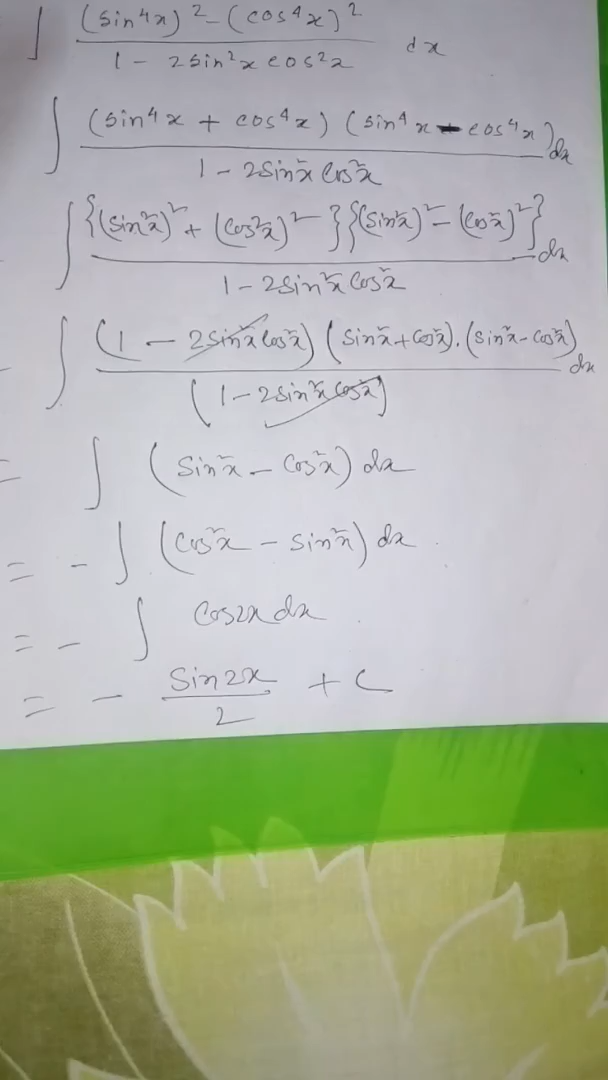 ∫ ((sin⁴x)² - (cos⁴x)²) / (1 - 2sin²x cos²x) dx
∫ ((sin⁴x + cos⁴x) (sin⁴x - cos⁴x)) / (1 - 2sin²x cos²x) dx
∫ ({(sin²x)² + (cos²x)²}{(sin²x)² - (cos²x)²}) / (1 - 2sin²x cos²x) dx
- ∫ ((1 - 2sin²x cos²x) (sin²x + cos²x) . (sin²x - cos²x)) / (1 - 2sin²x cos²x) dx
= ∫ (sin²x - cos²x) dx
= - ∫ (cos²x - sin²x) dx .
= - ∫ cos2x dx .
= - sin2x / 2 + C